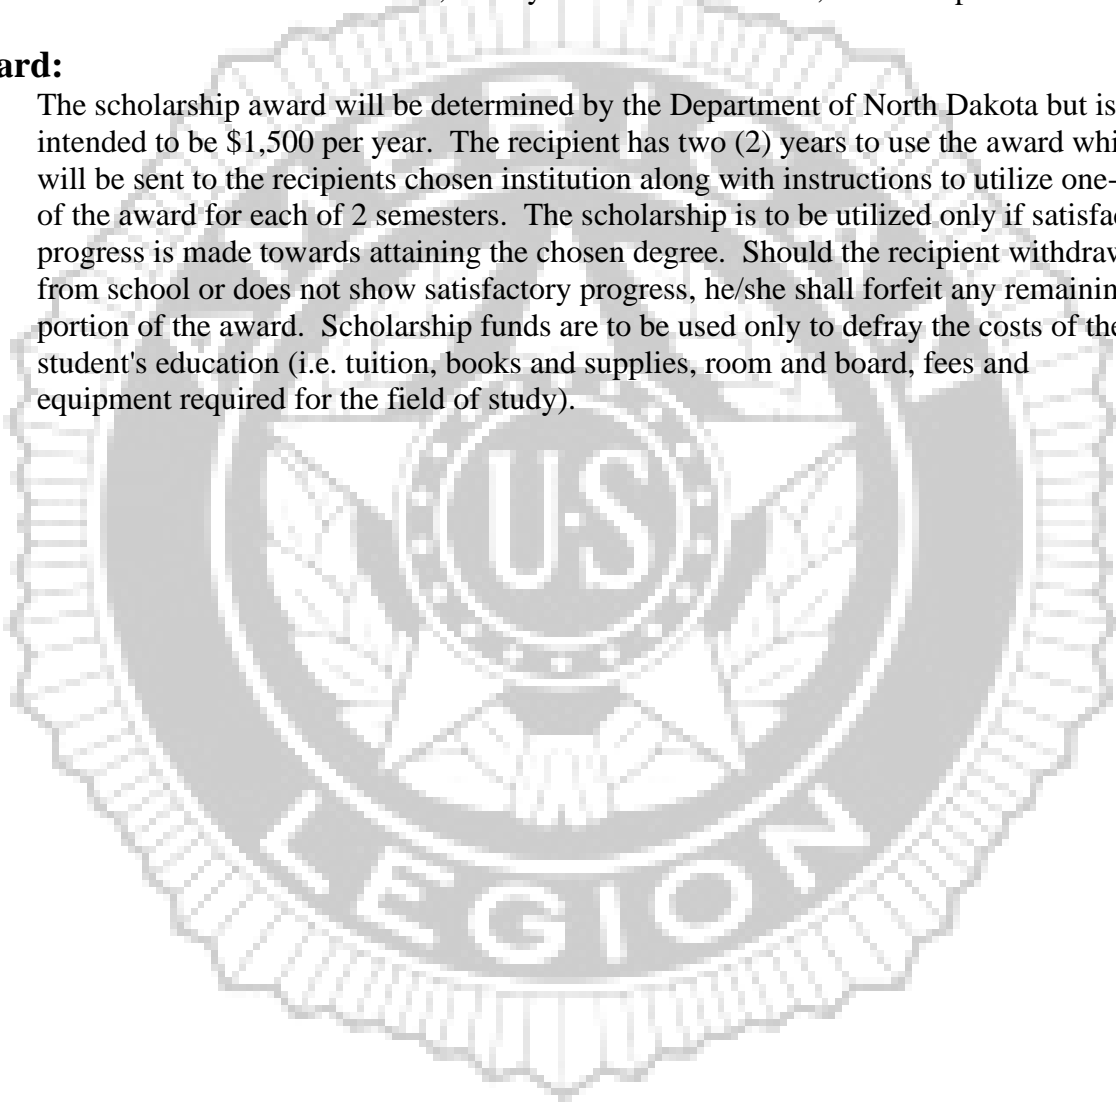 ard:
The scholarship award will be determined by the Department of North Dakota but is
intended to be $1,500 per year. The recipient has two (2) years to use the award whi
will be sent to the recipients chosen institution along with instructions to utilize one-
of the award for each of 2 semesters. The scholarship is to be utilized only if satisfac
progress is made towards attaining the chosen degree. Should the recipient withdraw
from school or does not show satisfactory progress, he/she shall forfeit any remainin
portion of the award. Scholarship funds are to be used only to defray the costs of the
student's education (i.e. tuition, books and supplies, room and board, fees and
equipment required for the field of study).
US
LEGION